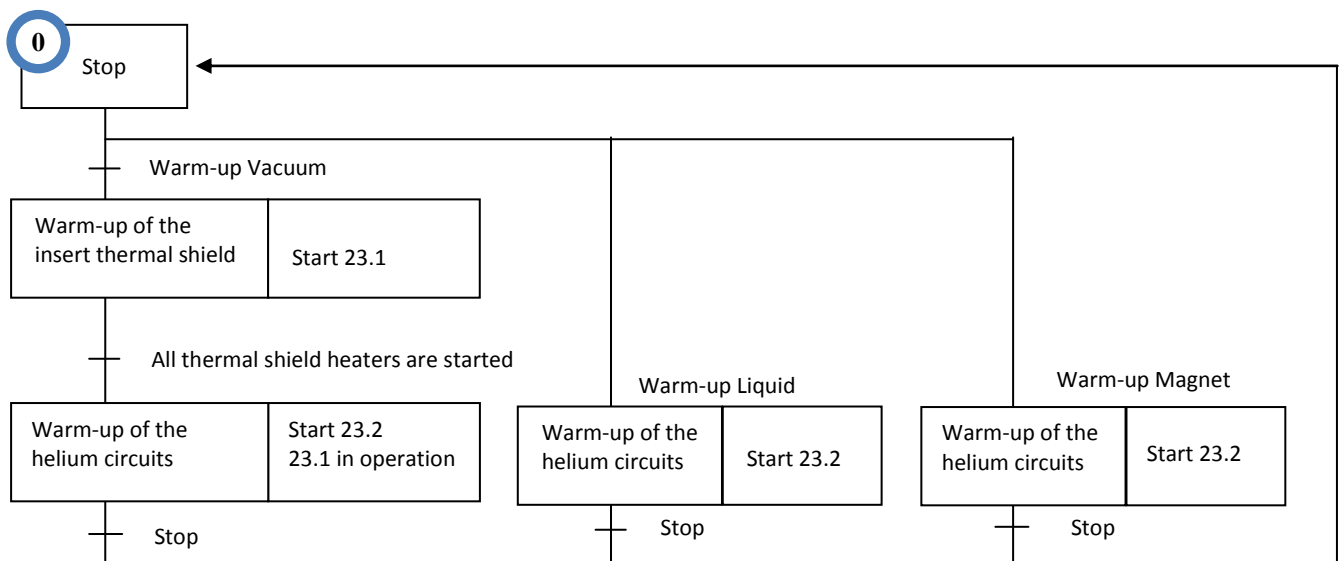 0
Stop
Warm-up Vacuum
Warm-up of the
insert thermal shield
Start 23.1
All thermal shield heaters are started
Warm-up Liquid
Warm-up Magnet
Warm-up of the
helium circuits
Start 23.2
23.1 in operation
Warm-up of the
helium circuits
Start 23.2
Warm-up of the
helium circuits
Start 23.2
Stop
Stop
Stop